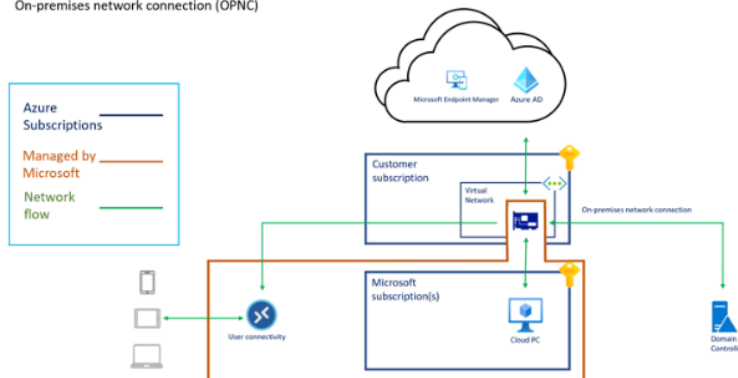 On-premises network connection (OPNC)
Microsoft Endpoint Manager
Azure AD
Azure
Subscriptions
Managed by
Microsoft
Network
flow
Customer
subscription
Virtual
Network
On-premises network connection
Microsoft
subscription(s)
User connectivity
Cloud PC
Domain
Controll